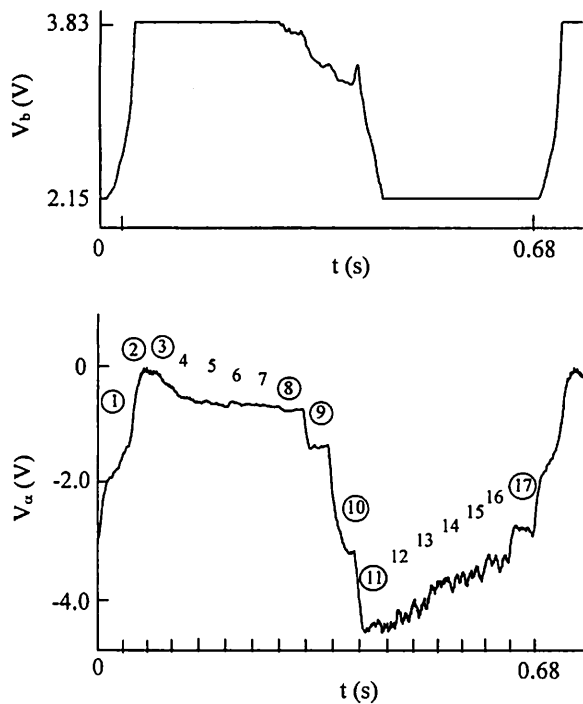 3.83
V_b (V)
2.15
0
0.68
t (s)
0
-2.0
-4.0
V_α (V)
① ② ③ 4 5 6 7 ⑧ ⑨ ⑩ ⑪ 12 13 14 15 16 ⑰
0
0.68
t (s)